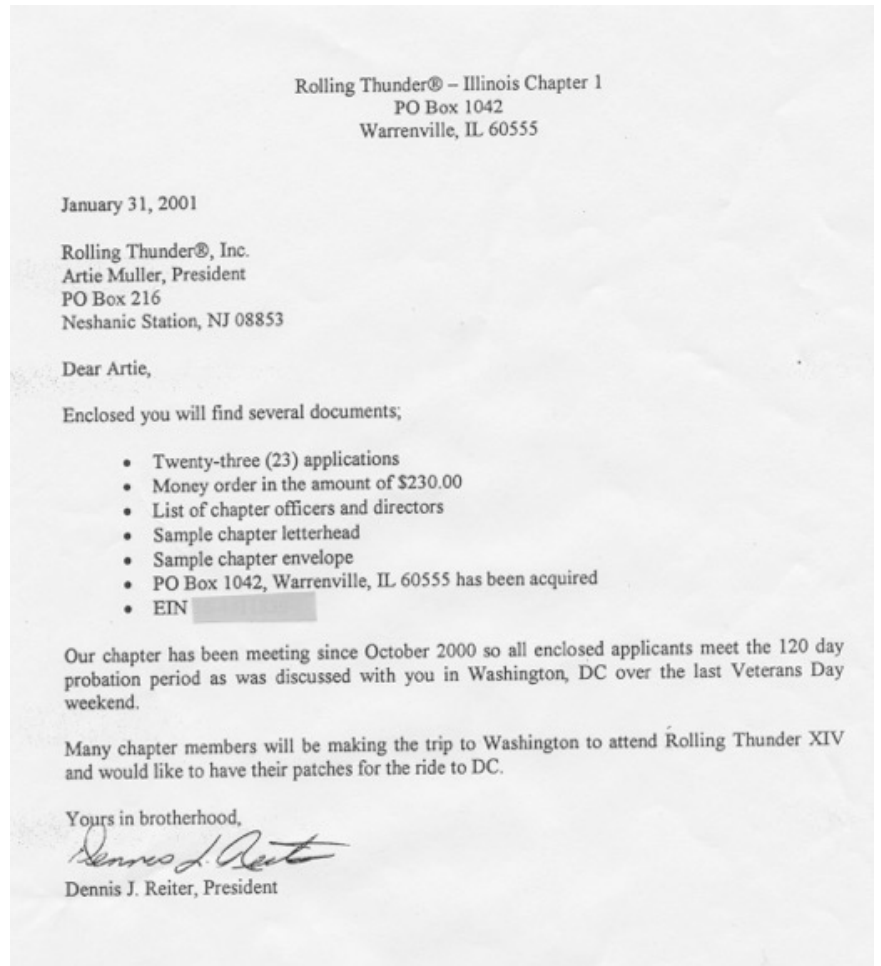 Rolling Thunder® – Illinois Chapter 1
PO Box 1042
Warrenville, IL 60555
January 31, 2001
Rolling Thunder®, Inc.
Artie Muller, President
PO Box 216
Neshanic Station, NJ 08853
Dear Artie,
Enclosed you will find several documents;
• Twenty-three (23) applications
• Money order in the amount of $230.00
• List of chapter officers and directors
• Sample chapter letterhead
• Sample chapter envelope
• PO Box 1042, Warrenville, IL 60555 has been acquired
• EIN
Our chapter has been meeting since October 2000 so all enclosed applicants meet the 120 day
probation period as was discussed with you in Washington, DC over the last Veterans Day
weekend.
Many chapter members will be making the trip to Washington to attend Rolling Thunder XIV
and would like to have their patches for the ride to DC.
Yours in brotherhood,
Dennis J. Reiter
Dennis J. Reiter, President